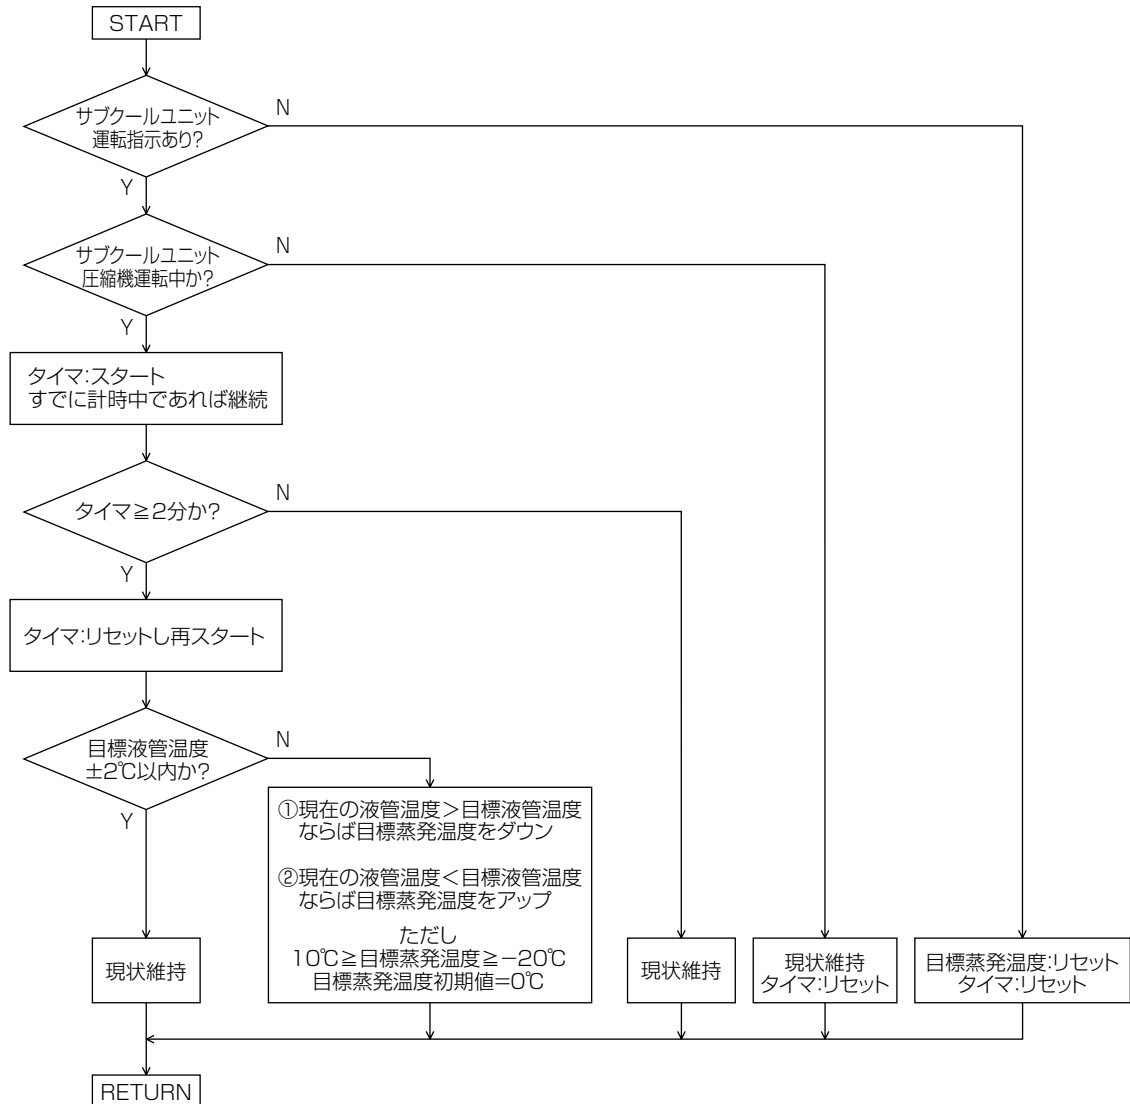 START
サブクールユニット
運転指示あり?
N
Y
サブクールユニット
圧縮機運転中か?
N
Y
タイマ:スタート
すでに計時中であれば継続
タイマ≧2分か?
N
Y
タイマ:リセットし再スタート
目標液管温度
±2℃以内か?
N
Y
①現在の液管温度>目標液管温度
ならば目標蒸発温度をダウン
②現在の液管温度<目標液管温度
ならば目標蒸発温度をアップ
ただし
10℃≧目標蒸発温度≧−20℃
目標蒸発温度初期値=0℃
現状維持
現状維持
現状維持
タイマ:リセット
目標蒸発温度:リセット
タイマ:リセット
RETURN